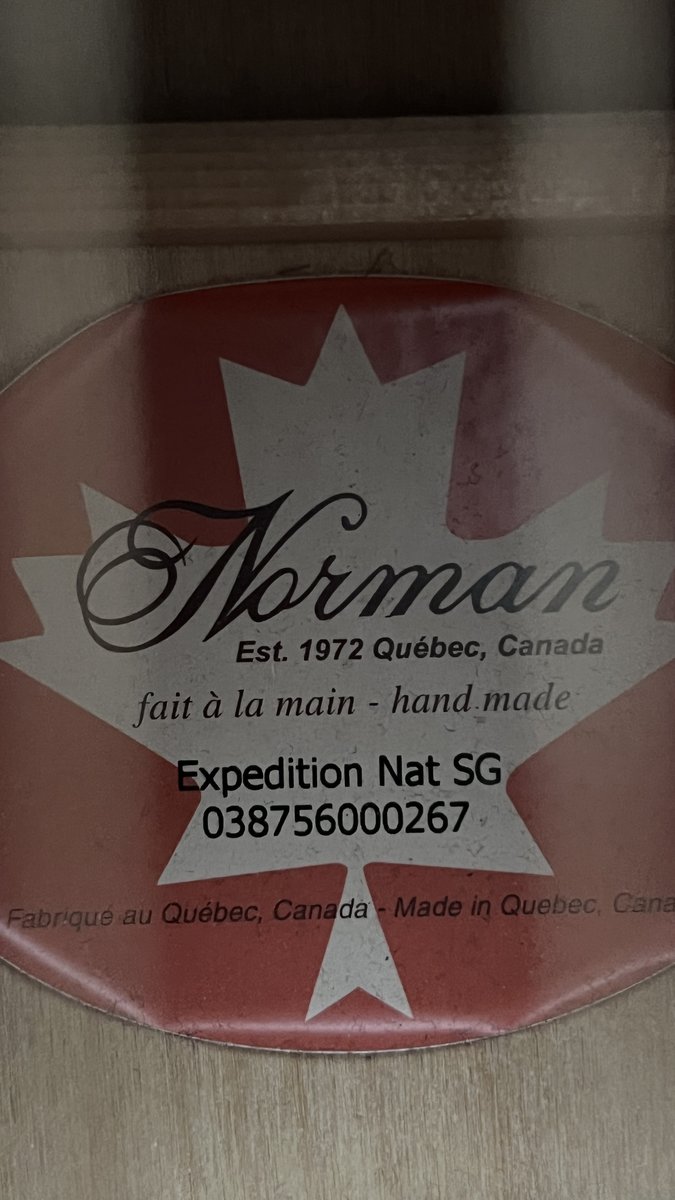 Norman
Est. 1972 Québec, Canada
fait à la main - hand made
Expedition Nat SG
038756000267
Fabriqué au Québec, Canada - Made in Quebec, Cana